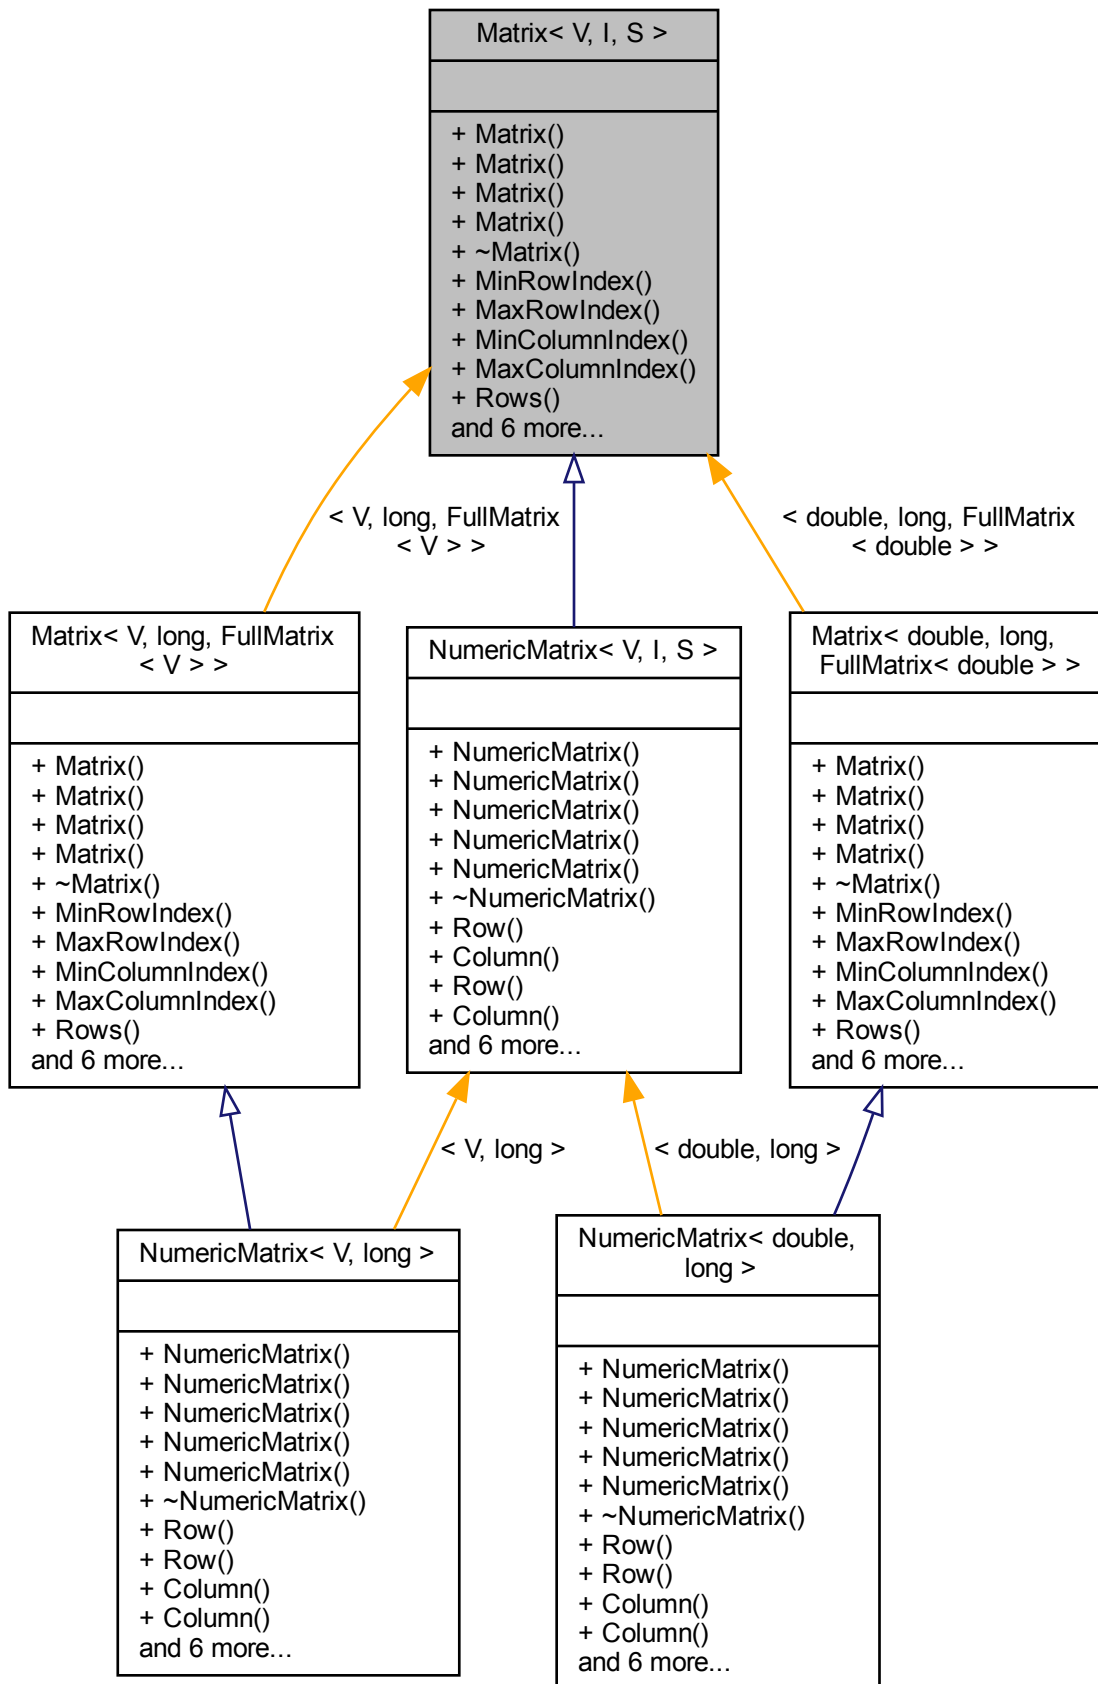 Matrix< V, I, S >
+ Matrix()
+ Matrix()
+ Matrix()
+ Matrix()
+ ~Matrix()
+ MinRowIndex()
+ MaxRowIndex()
+ MinColumnIndex()
+ MaxColumnIndex()
+ Rows()
and 6 more...
< V, long, FullMatrix
< V > >
< double, long, FullMatrix
< double > >
Matrix< V, long, FullMatrix
< V > >
+ Matrix()
+ Matrix()
+ Matrix()
+ Matrix()
+ ~Matrix()
+ MinRowIndex()
+ MaxRowIndex()
+ MinColumnIndex()
+ MaxColumnIndex()
+ Rows()
and 6 more...
NumericMatrix< V, I, S >
+ NumericMatrix()
+ NumericMatrix()
+ NumericMatrix()
+ NumericMatrix()
+ NumericMatrix()
+ ~NumericMatrix()
+ Row()
+ Column()
+ Row()
+ Column()
and 6 more...
Matrix< double, long,
FullMatrix< double > >
+ Matrix()
+ Matrix()
+ Matrix()
+ Matrix()
+ ~Matrix()
+ MinRowIndex()
+ MaxRowIndex()
+ MinColumnIndex()
+ MaxColumnIndex()
+ Rows()
and 6 more...
< V, long >
< double, long >
NumericMatrix< V, long >
+ NumericMatrix()
+ NumericMatrix()
+ NumericMatrix()
+ NumericMatrix()
+ NumericMatrix()
+ ~NumericMatrix()
+ Row()
+ Row()
+ Column()
+ Column()
and 6 more...
NumericMatrix< double,
long >
+ NumericMatrix()
+ NumericMatrix()
+ NumericMatrix()
+ NumericMatrix()
+ NumericMatrix()
+ ~NumericMatrix()
+ Row()
+ Row()
+ Column()
+ Column()
and 6 more...